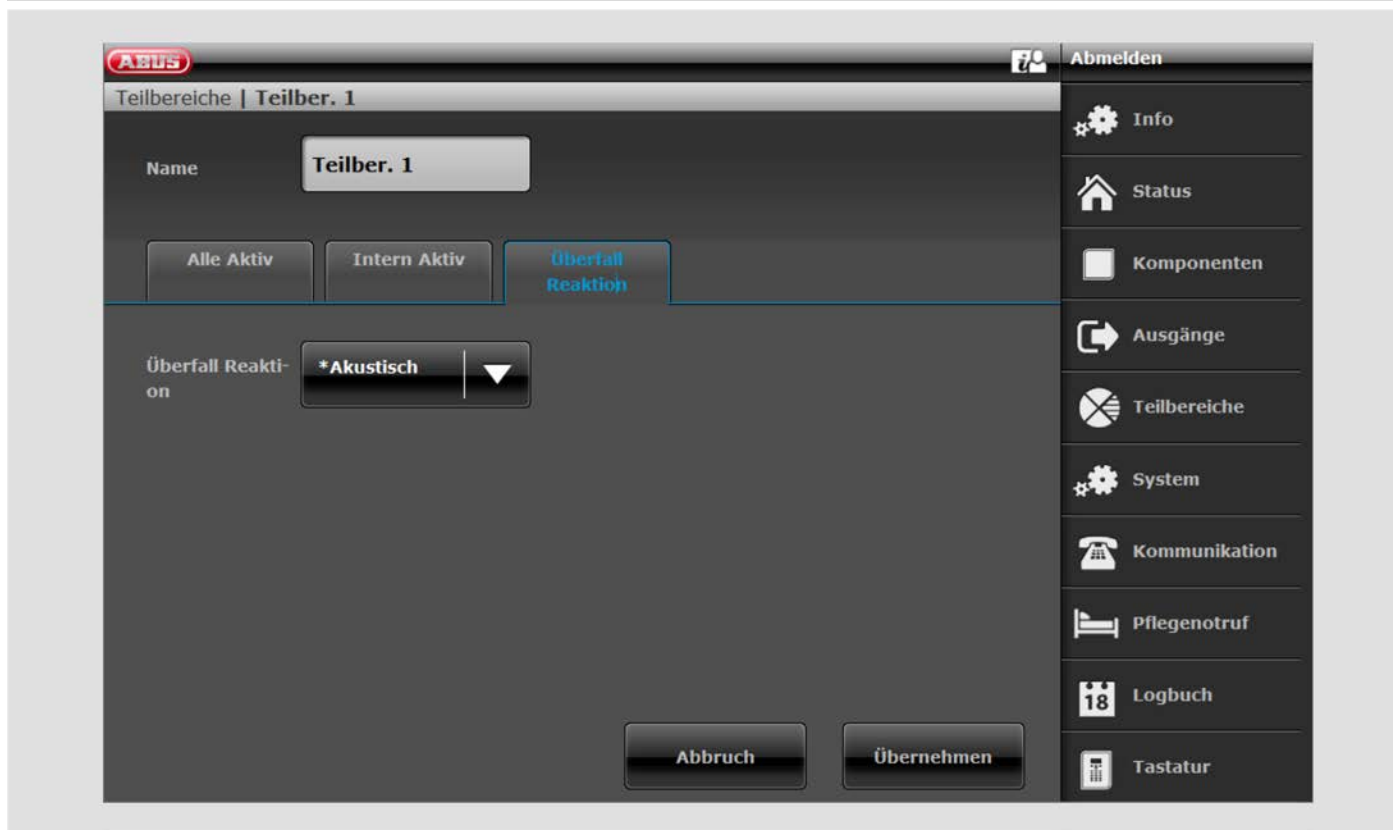 ABUS
Abmelden
Teilbereiche | Teilber. 1
Name
Teilber. 1
Alle Aktiv
Intern Aktiv
Überfall
Reaktion
Überfall Reakti-
on
*Akustisch
Abbruch
Übernehmen
Info
Status
Komponenten
Ausgänge
Teilbereiche
System
Kommunikation
Pflegenotruf
18
Logbuch
Tastatur